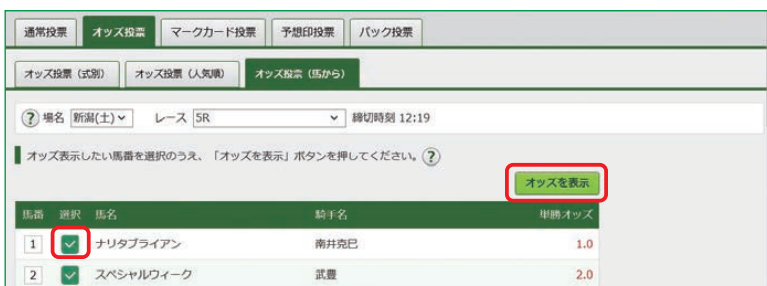 通常投票 オッズ投票 マークカード投票 予想印投票 パック投票
オッズ投票（式別） オッズ投票（人気順） オッズ投票（馬から）
? 場名 新潟(土) レース 5R 締切時刻 12:19
オッズ表示したい馬番を選択のうえ、「オッズを表示」ボタンを押してください。?
オッズを表示
馬番 選択 馬名 騎手名 単勝オッズ
1 ナリタブライアン 南井克巳 1.0
2 スペシャルウィーク 武豊 2.0